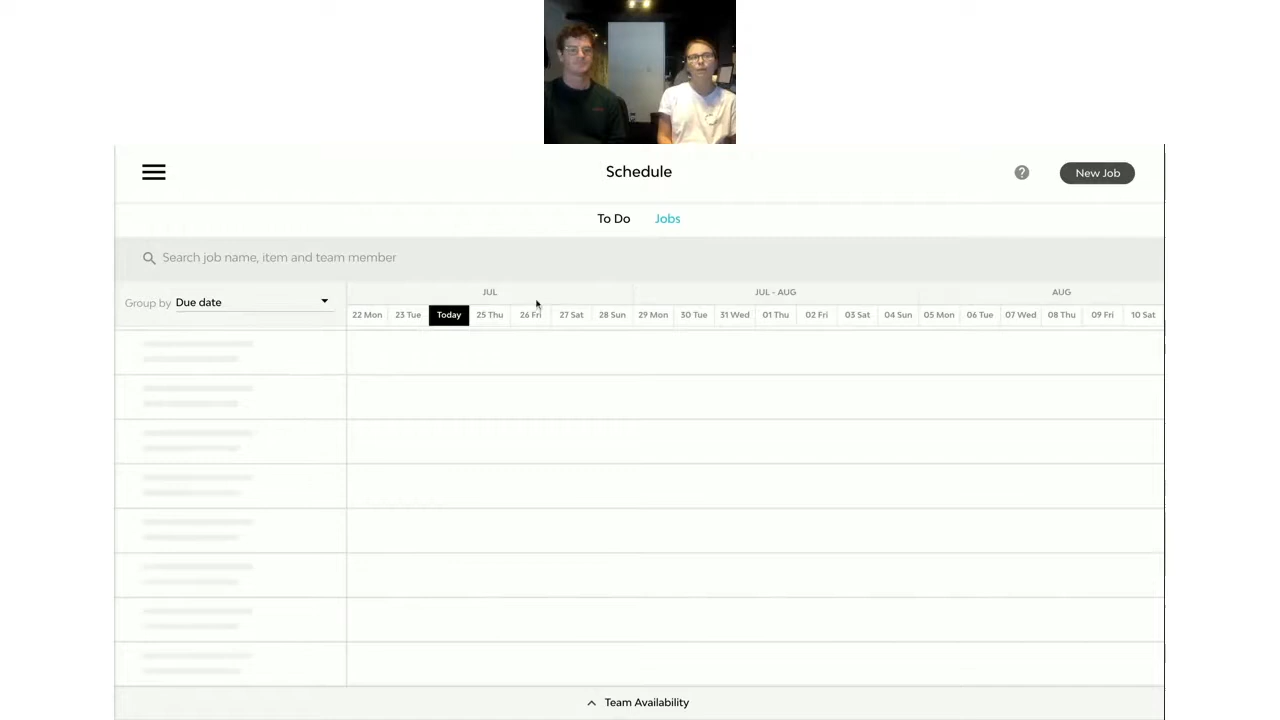 Schedule
?
New Job
To Do
Jobs
Search job name, item and team member
Group by Due date
JUL
JUL - AUG
AUG
22 Mon 23 Tue Today 25 Thu 26 Fri 27 Sat 28 Sun 29 Mon 30 Tue 31 Wed 01 Thu 02 Fri 03 Sat 04 Sun 05 Mon 06 Tue 07 Wed 08 Thu 09 Fri 10 Sat
Team Availability